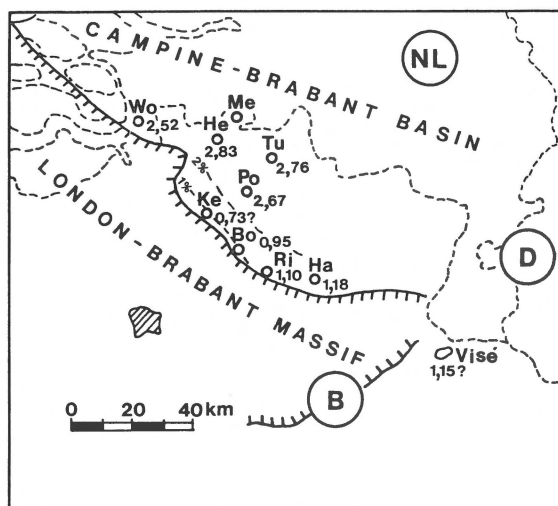 CAMPINE-BRABANT BASIN
NL
Wo
2,52
Me
He
2,83
Tu
2,76
2%
Po
2,67
1%
Ke
0,73?
Bo
0,95
Ri
1,10
Ha
1,18
LONDON-BRABANT MASSIF
D
Visé
1,15?
B
0 20 40 km